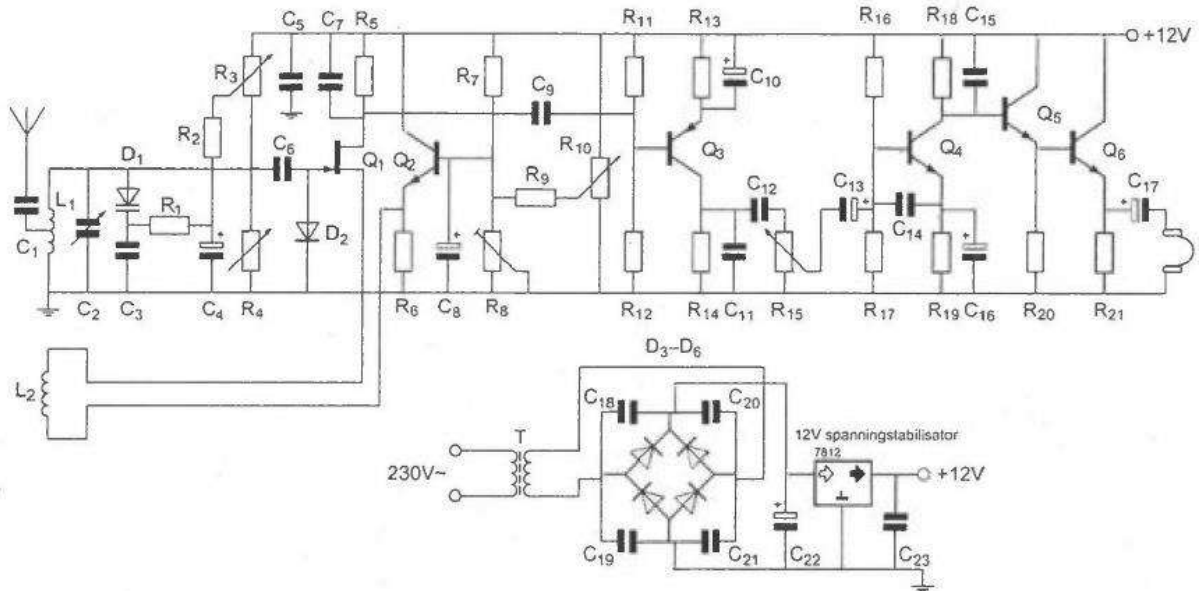 C5 C7 R5 R11 R13 R16 R18 C15
+12V
R3 R7 C9 C10
R2 Q5
D1 C6 Q1 Q2 R10 Q3 Q4 Q6
L1 R1 R9 C12 C13 C17
C1 D2 C14
C2 C3 C4 R4 R6 C8 R8 R12 R14 C11 R15 R17 R19 C16 R20 R21
D3–D6
L2 C18 C20
T 12V spanningstabilisator
7812
230V~ +12V
C19 C21 C22 C23